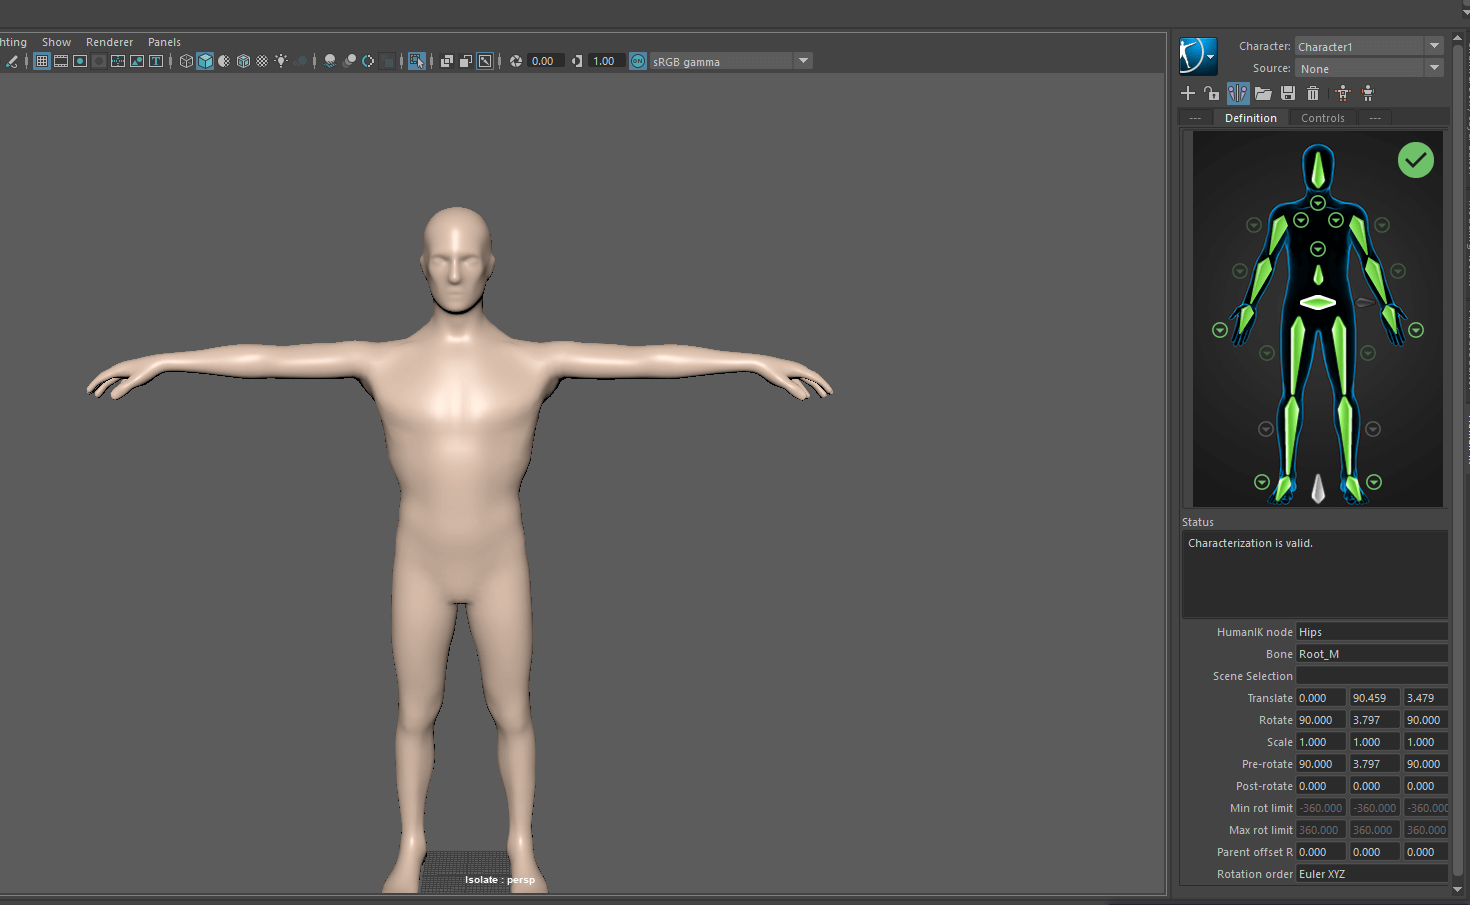 hting Show Renderer Panels
0.00 1.00 ON sRGB gamma
Isolate : persp
Character: Character1
Source: None
--- Definition Controls ---
Status
Characterization is valid.
HumanIK node Hips
Bone Root_M
Scene Selection
Translate 0.000 90.459 3.479
Rotate 90.000 3.797 90.000
Scale 1.000 1.000 1.000
Pre-rotate 90.000 3.797 90.000
Post-rotate 0.000 0.000 0.000
Min rot limit -360.000 -360.000 -360.000
Max rot limit 360.000 360.000 360.000
Parent offset R 0.000 0.000 0.000
Rotation order Euler XYZ